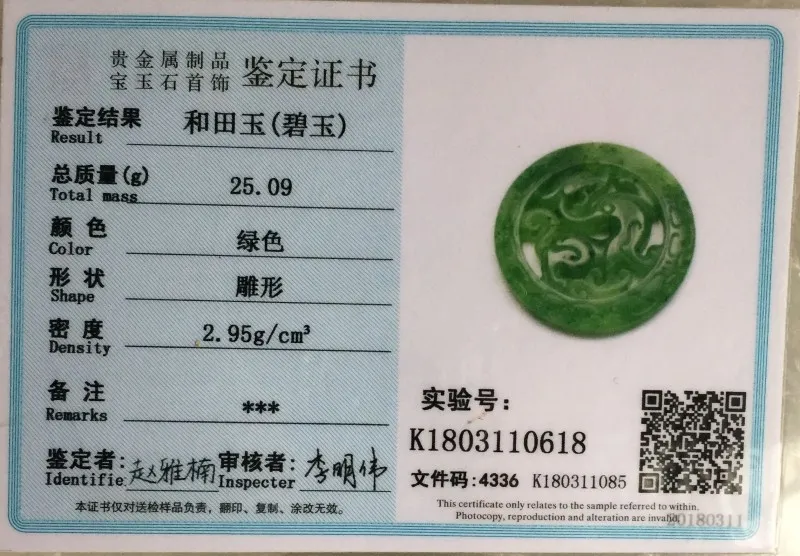 贵金属制品
宝玉石首饰 鉴定证书
鉴定结果 和田玉(碧玉)
Result
总质量(g) 25.09
Total mass
颜色 绿色
Color
形状 雕形
Shape
密度 2.95g/cm³
Density
备注 ***
Remarks
鉴定者: 赵雅楠 审核者: 李明伟
Identifie Inspecter
本证书仅对送检样品负责，翻印、复制、涂改无效。
实验号:
K1803110618
文件码:4336 K180311085
This certificate only relates to the sample referred to within.
Photocopy, reproduction and alteration are invalid
20180311